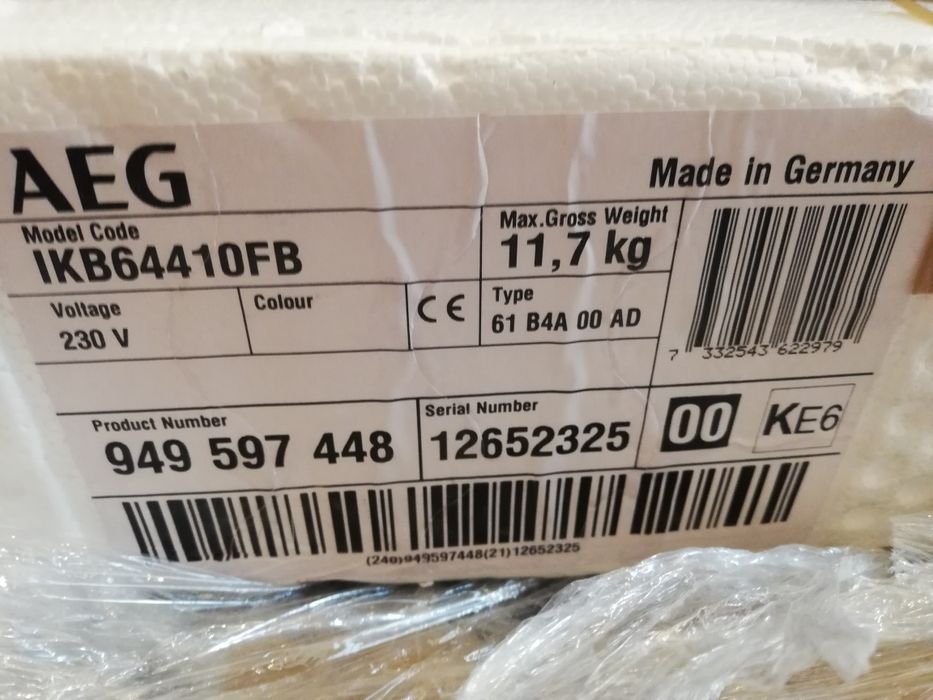 AEG
Made in Germany
Model Code
IKB64410FB
Max.Gross Weight
11,7 kg
Voltage
230 V
Colour
CE
Type
61 B4A 00 AD
7 332543 622979
Product Number
949 597 448
Serial Number
12652325
00
KE6
(240)949597448(21)12652325